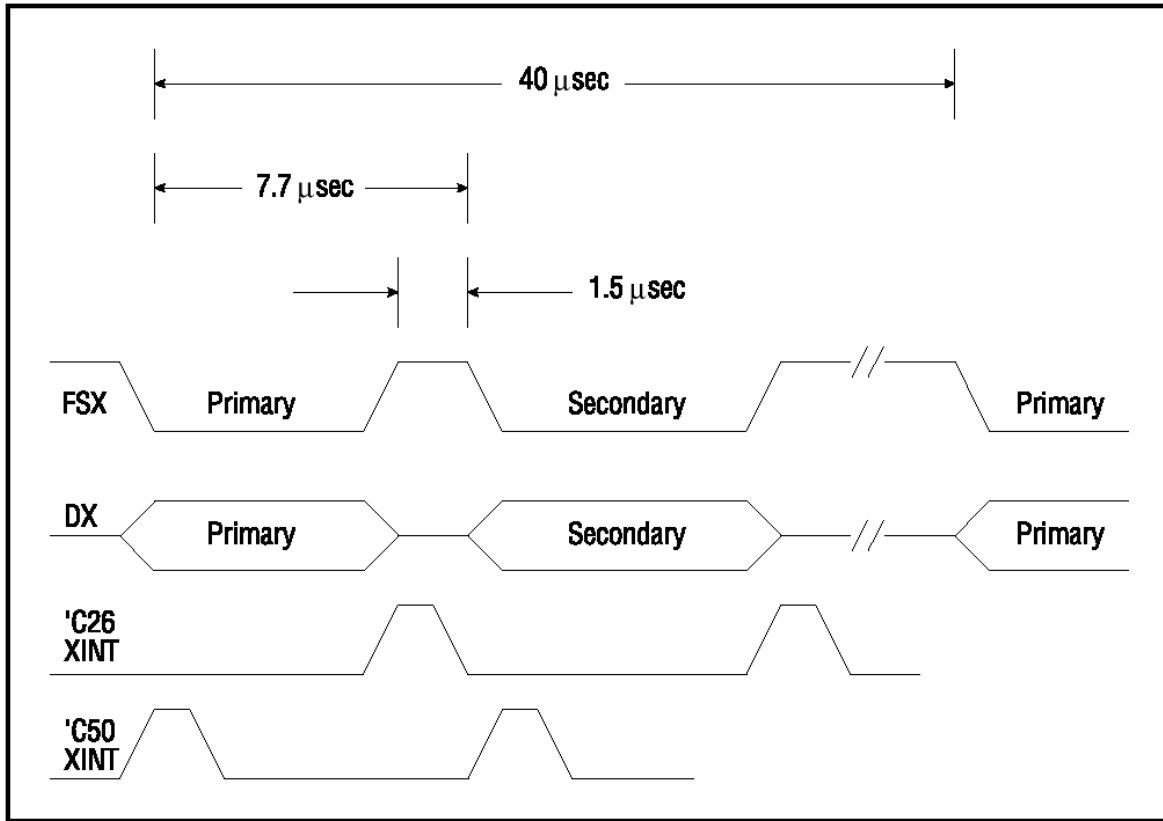 40 µsec
7.7 µsec
1.5 µsec
FSX Primary Secondary Primary
DX Primary Secondary Primary
'C26
XINT
'C50
XINT